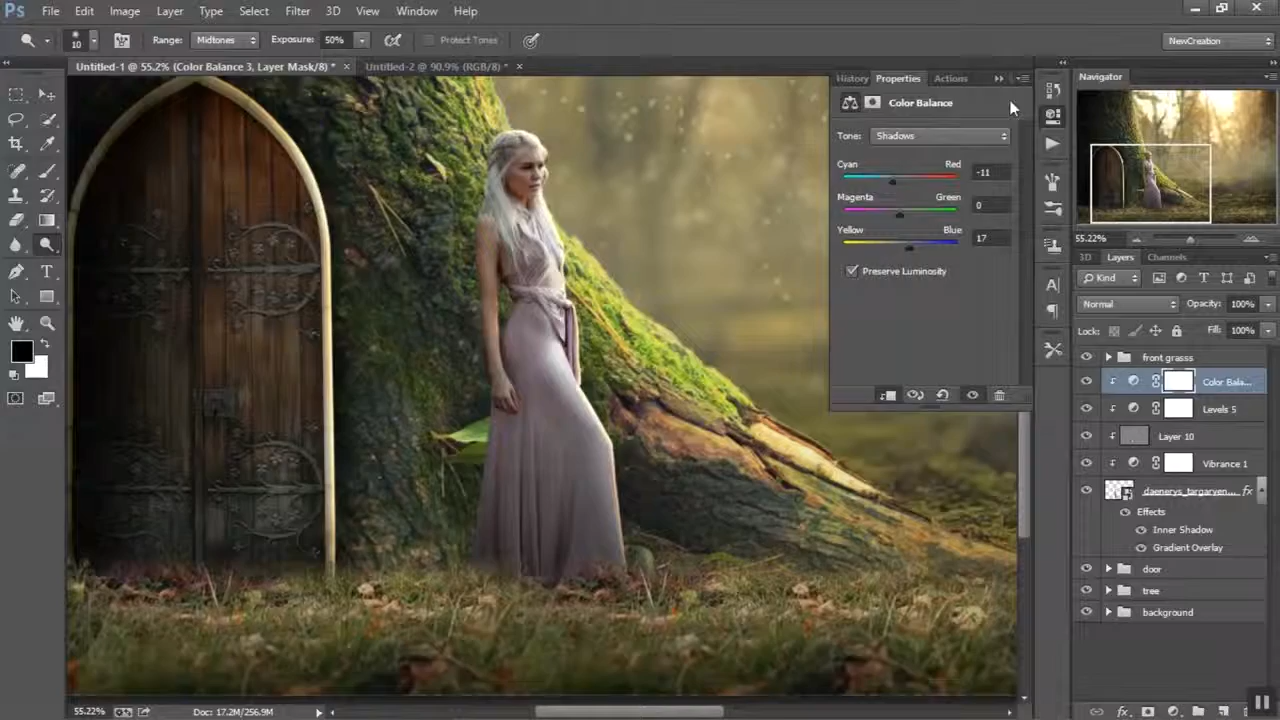 Ps File Edit Image Layer Type Select Filter 3D View Window Help
10 Range: Midtones Exposure: 50% Protect Tones NewCreation
Untitled-1 @ 55.2% (Color Balance 3, Layer Mask/8) * × Untitled-2 @ 90.9% (RGB/8) * ×
History Properties Actions
Navigator
Color Balance
Tone: Shadows
Cyan Red -11
Magenta Green 0
Yellow Blue 17
Preserve Luminosity
55.22%
3D Layers Channels
Kind
Normal Opacity: 100%
Lock: Fill: 100%
front grasss
Color Bala...
Levels 5
Layer 10
Vibrance 1
daenerys_targaryen... fx
Effects
Inner Shadow
Gradient Overlay
door
tree
background
55.22% Doc: 17.2M/256.9M
fx